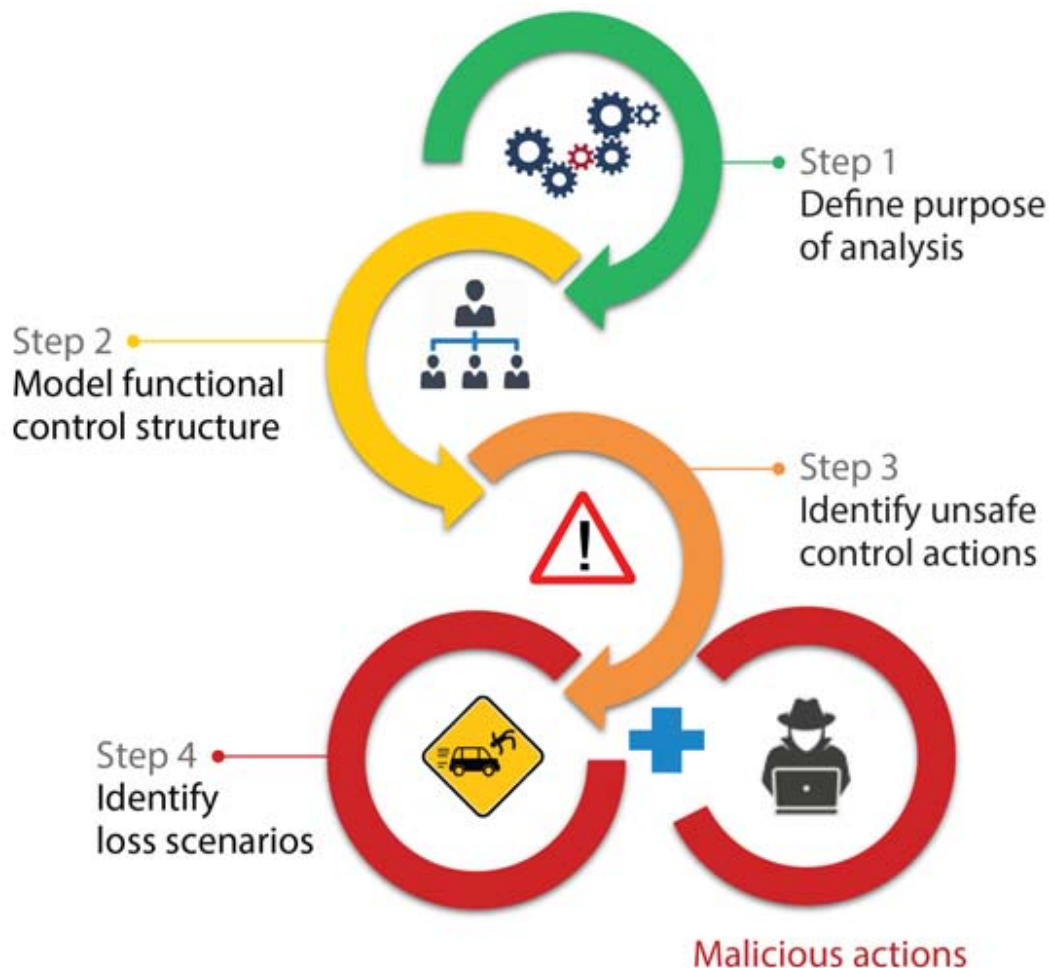 Step 1
Define purpose
of analysis
Step 2
Model functional
control structure
Step 3
Identify unsafe
control actions
Step 4
Identify
loss scenarios
Malicious actions